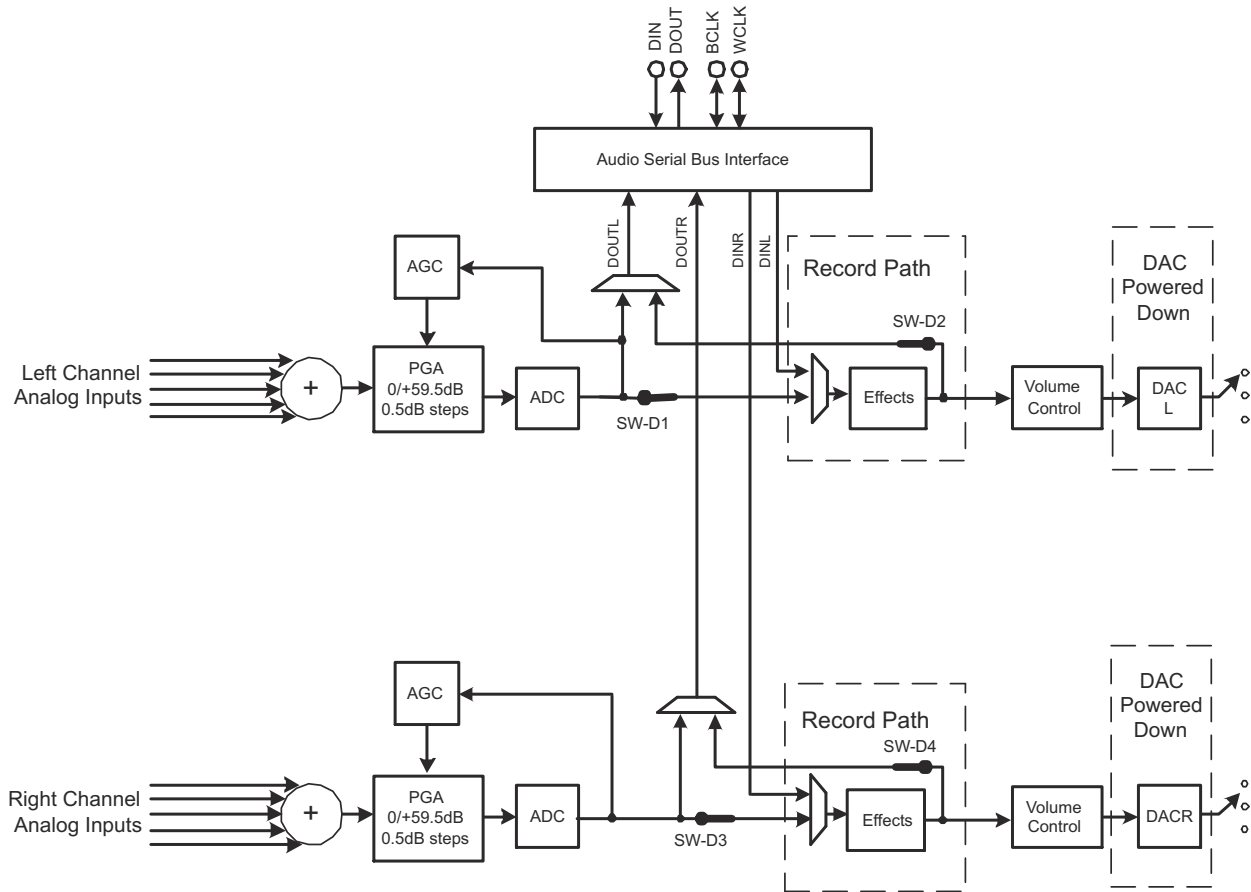 DIN
DOUT
BCLK
WCLK
Audio Serial Bus Interface
DOUTL
DOUTR
DINR
DINL
AGC
Record Path
SW-D2
DAC
Powered
Down
Left Channel
Analog Inputs
+
PGA
0/+59.5dB
0.5dB steps
ADC
SW-D1
Effects
Volume
Control
DAC
L
AGC
Record Path
SW-D4
DAC
Powered
Down
Right Channel
Analog Inputs
+
PGA
0/+59.5dB
0.5dB steps
ADC
SW-D3
Effects
Volume
Control
DACR